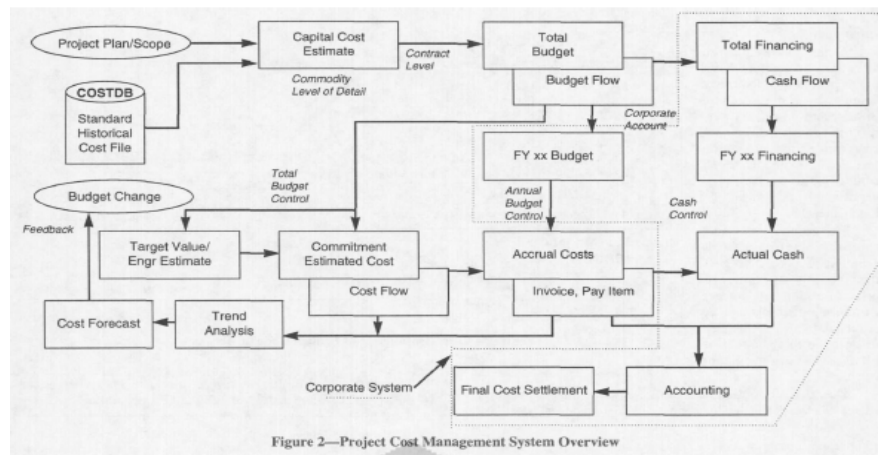 Project Plan/Scope
Capital Cost
Estimate
Contract
Level
Commodity
Level of Detail
Total
Budget
Budget Flow
Total Financing
Cash Flow
COSTDB
Standard
Historical
Cost File
Corporate
Account
FY xx Budget
FY xx Financing
Budget Change
Total
Budget
Control
Annual
Budget
Control
Cash
Control
Feedback
Target Value/
Engr Estimate
Commitment
Estimated Cost
Cost Flow
Accrual Costs
Invoice, Pay Item
Actual Cash
Cost Forecast
Trend
Analysis
Corporate System
Final Cost Settlement
Accounting
Figure 2—Project Cost Management System Overview